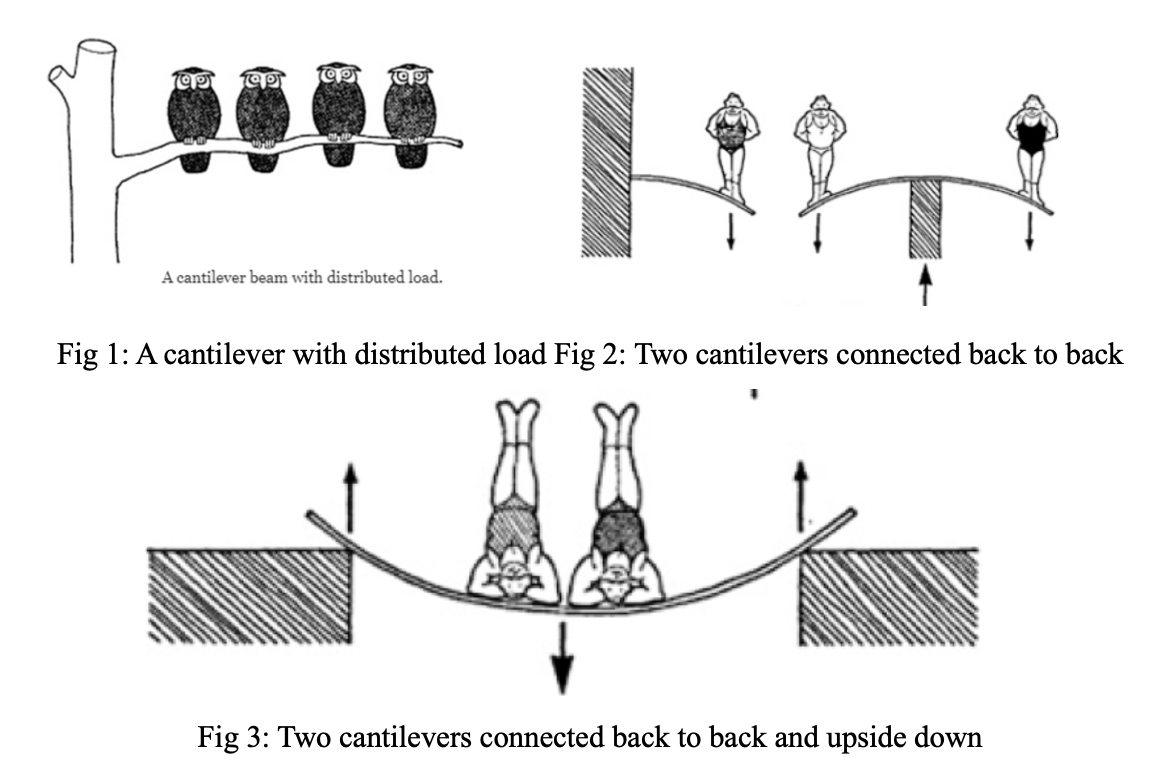 A cantilever beam with distributed load.
Fig 1: A cantilever with distributed load Fig 2: Two cantilevers connected back to back
Fig 3: Two cantilevers connected back to back and upside down